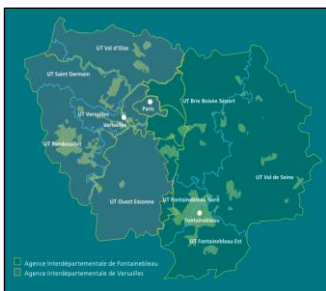 UT Val d'Oise
UT Saint Germain
UT Brie Boisée Sénart
Paris
UT Versailles
Versailles
UT Rambouillet
UT Val de Seine
UT Ouest Essonne
UT Fontainebleau Nord
Fontainebleau
UT Fontainebleau Est
Agence Interdépartementale de Fontainebleau
Agence Interdépartementale de Versailles